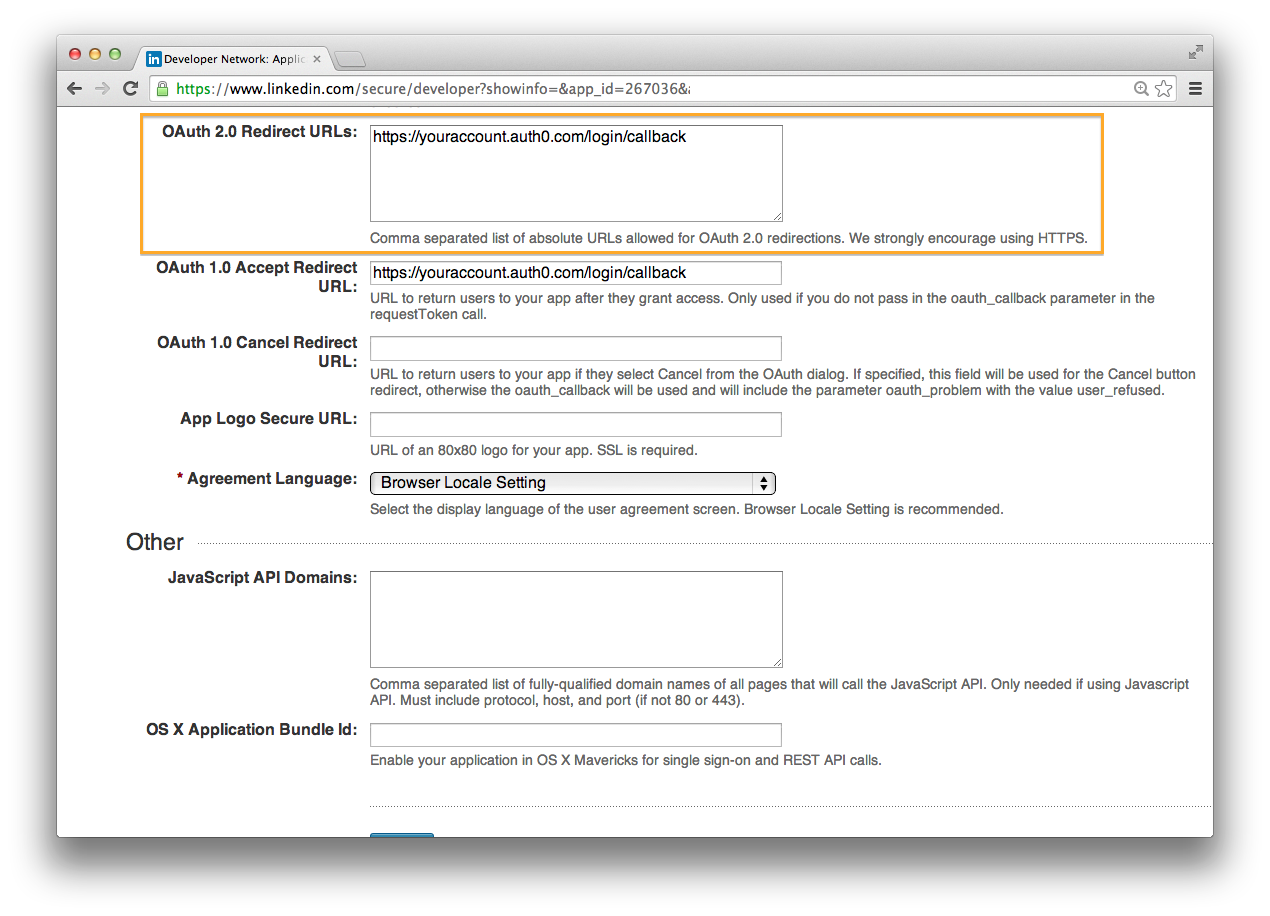 in Developer Network: Applic
https://www.linkedin.com/secure/developer?showinfo=&app_id=267036&
OAuth 2.0 Redirect URLs:
https://youraccount.auth0.com/login/callback
Comma separated list of absolute URLs allowed for OAuth 2.0 redirections. We strongly encourage using HTTPS.
OAuth 1.0 Accept Redirect
URL:
https://youraccount.auth0.com/login/callback
URL to return users to your app after they grant access. Only used if you do not pass in the oauth_callback parameter in the
requestToken call.
OAuth 1.0 Cancel Redirect
URL:
URL to return users to your app if they select Cancel from the OAuth dialog. If specified, this field will be used for the Cancel button
redirect, otherwise the oauth_callback will be used and will include the parameter oauth_problem with the value user_refused.
App Logo Secure URL:
URL of an 80x80 logo for your app. SSL is required.
* Agreement Language:
Browser Locale Setting
Select the display language of the user agreement screen. Browser Locale Setting is recommended.
Other
JavaScript API Domains:
Comma separated list of fully-qualified domain names of all pages that will call the JavaScript API. Only needed if using Javascript
API. Must include protocol, host, and port (if not 80 or 443).
OS X Application Bundle Id:
Enable your application in OS X Mavericks for single sign-on and REST API calls.